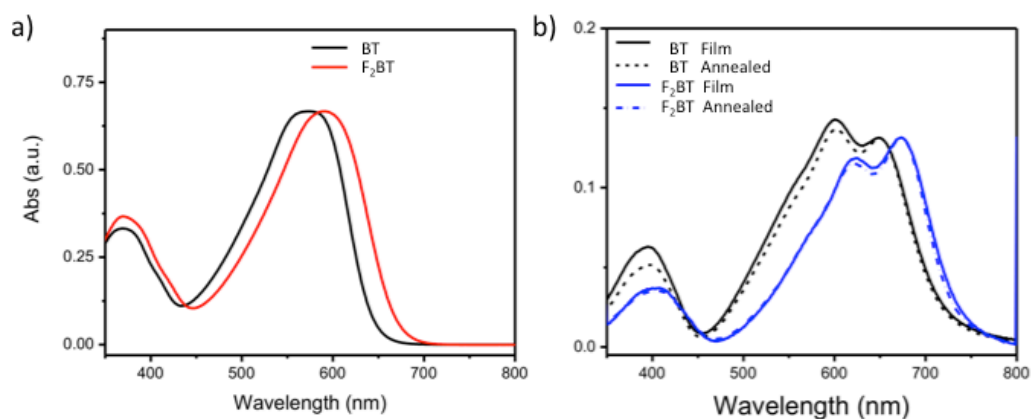 a)
BT
F₂BT
0.75
0.50
0.25
0.00
Abs (a.u.)
400 500 600 700 800
Wavelength (nm)
b)
BT Film
BT Annealed
F₂BT Film
F₂BT Annealed
0.2
0.1
0.0
400 500 600 700 800
Wavelength (nm)